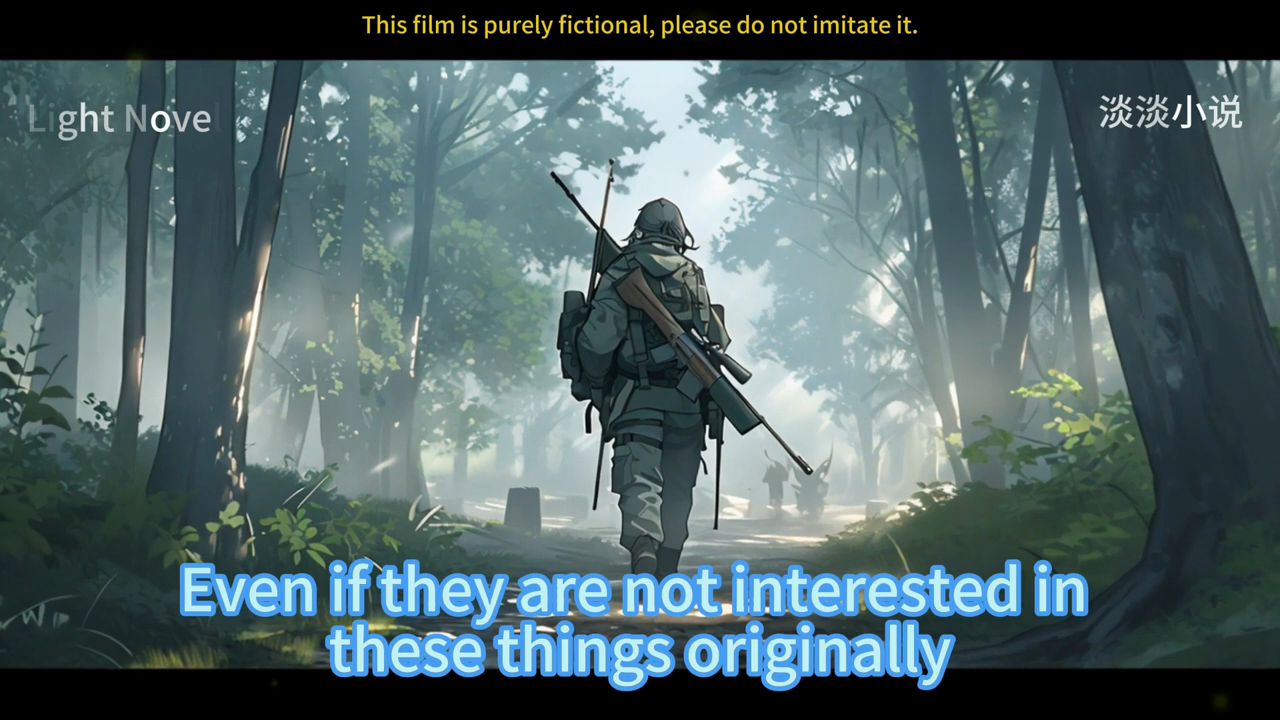 This film is purely fictional, please do not imitate it.
Light Novel
淡淡小说
Even if they are not interested in
these things originally